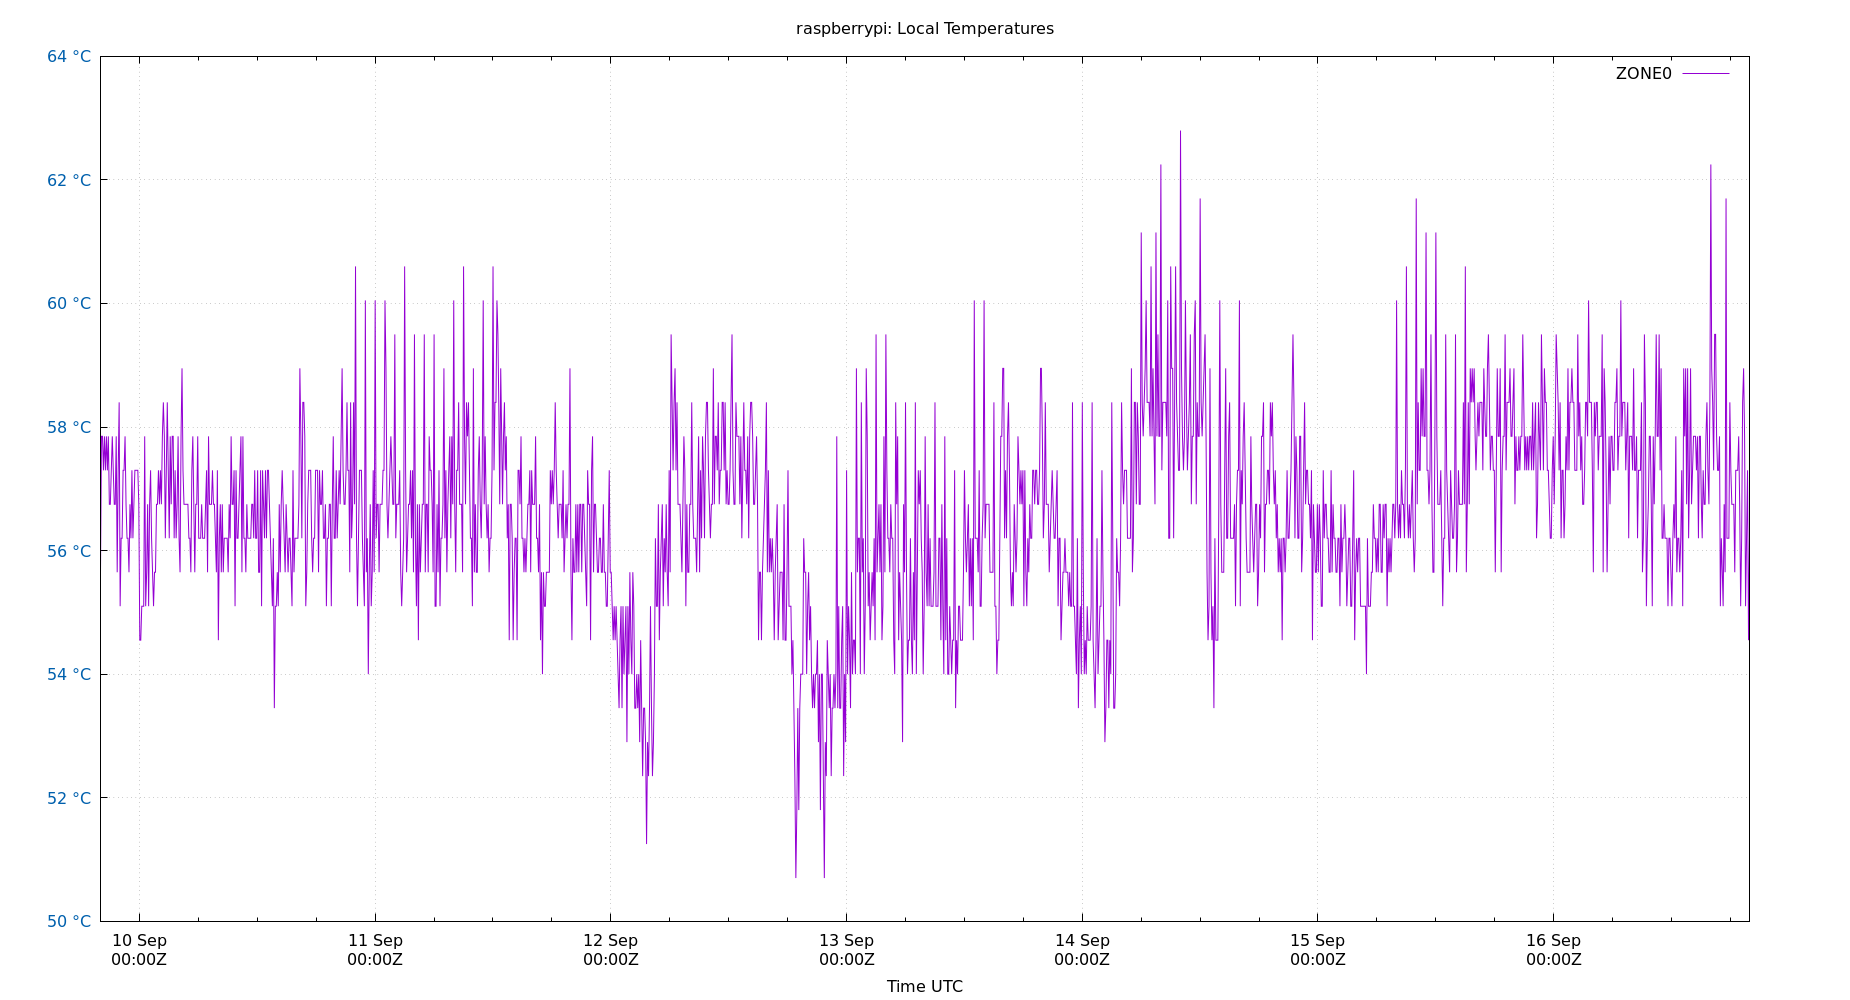 raspberrypi: Local Temperatures
64 °C
ZONE0
62 °C
60 °C
58 °C
56 °C
54 °C
52 °C
50 °C
10 Sep 11 Sep 12 Sep 13 Sep 14 Sep 15 Sep 16 Sep
00:00Z 00:00Z 00:00Z 00:00Z 00:00Z 00:00Z 00:00Z
Time UTC